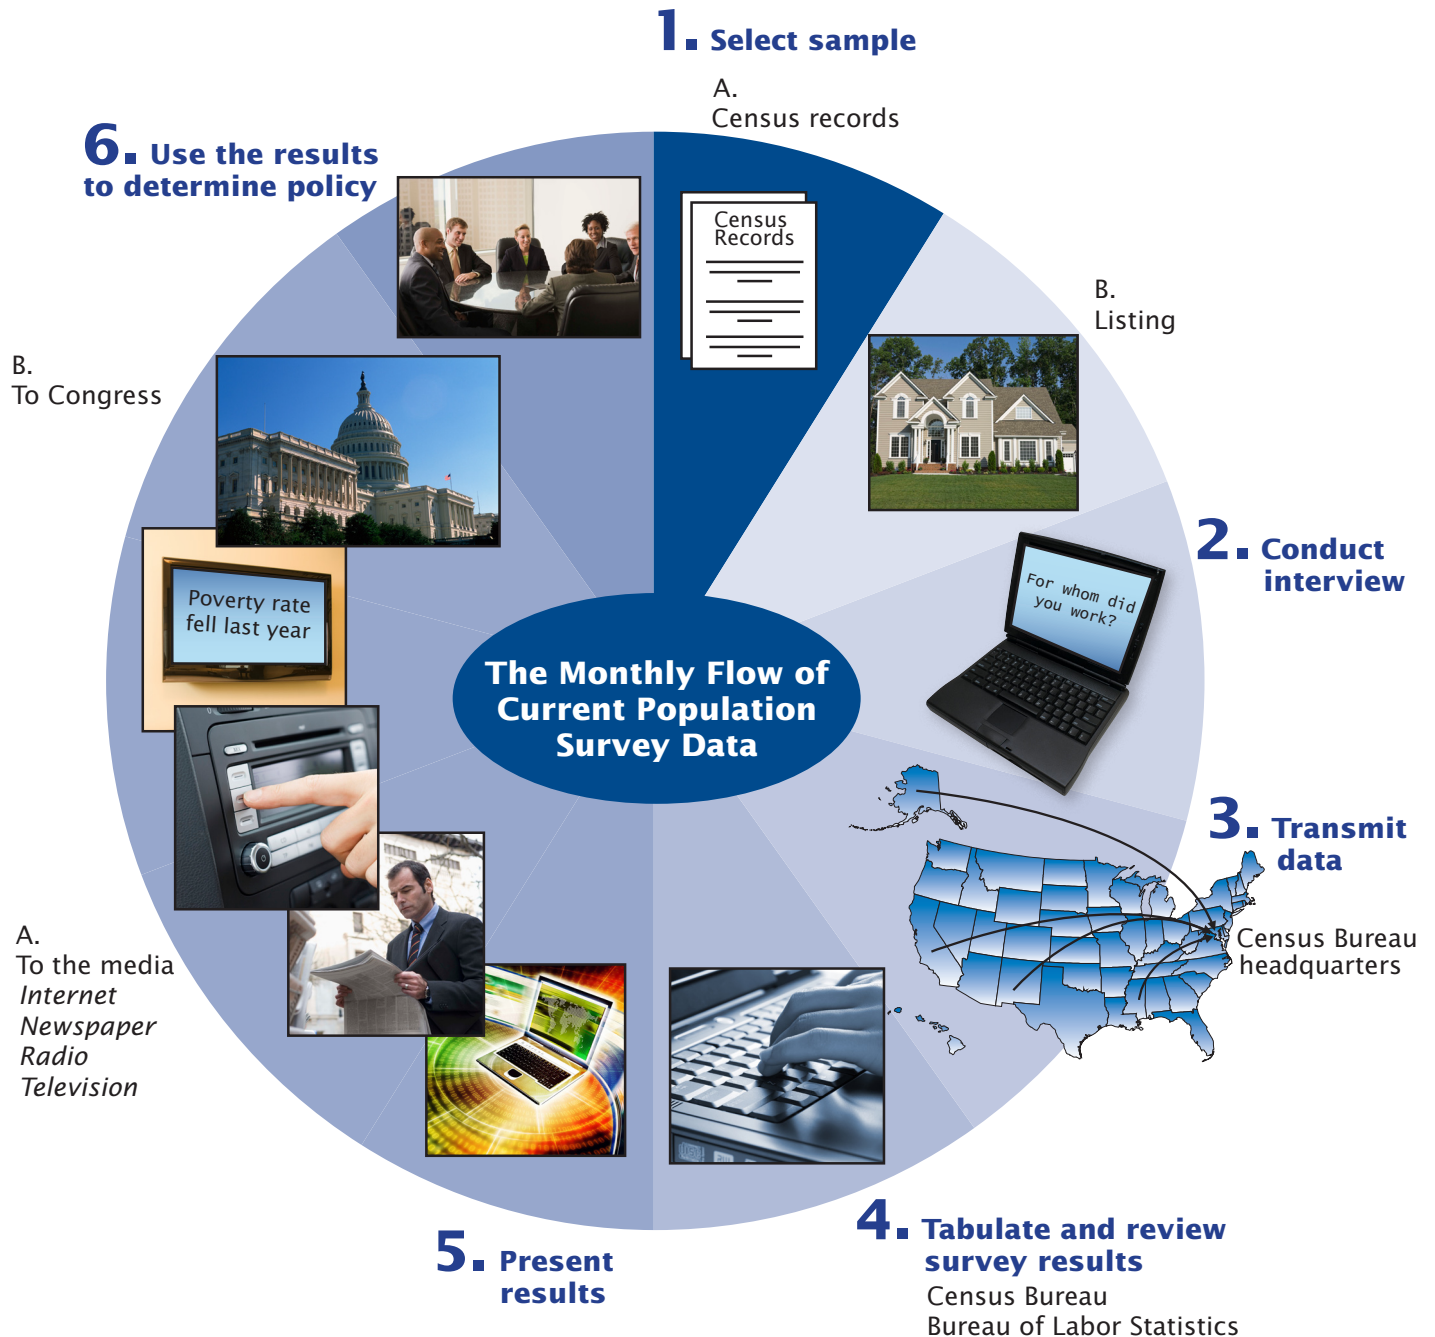 1. Select sample
A.
Census records
Census
Records
B.
Listing
2. Conduct
interview
For whom did
you work?
3. Transmit
data
Census Bureau
headquarters
4. Tabulate and review
survey results
Census Bureau
Bureau of Labor Statistics
5. Present
results
A.
To the media
Internet
Newspaper
Radio
Television
Poverty rate
fell last year
B.
To Congress
6. Use the results
to determine policy
The Monthly Flow of
Current Population
Survey Data